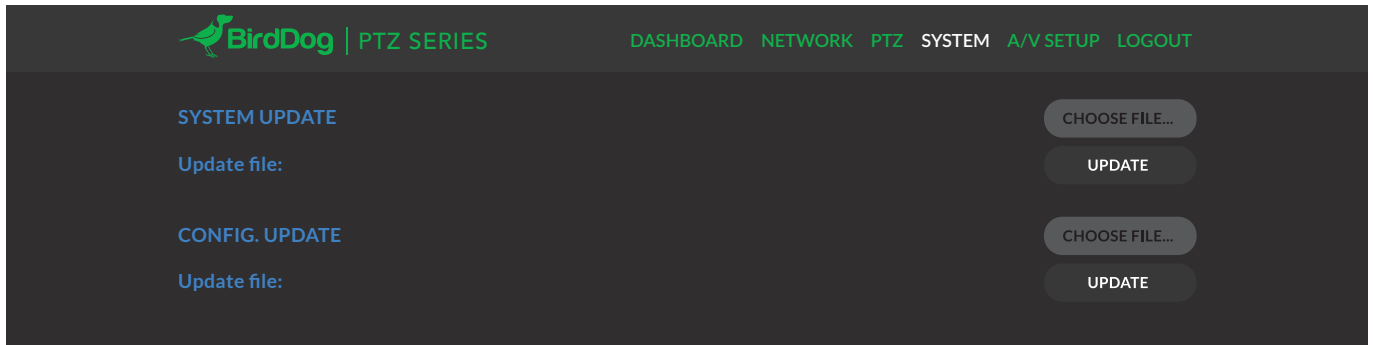 BirdDog | PTZ SERIES DASHBOARD NETWORK PTZ SYSTEM A/V SETUP LOGOUT
SYSTEM UPDATE CHOOSE FILE...
Update file: UPDATE
CONFIG. UPDATE CHOOSE FILE...
Update file: UPDATE